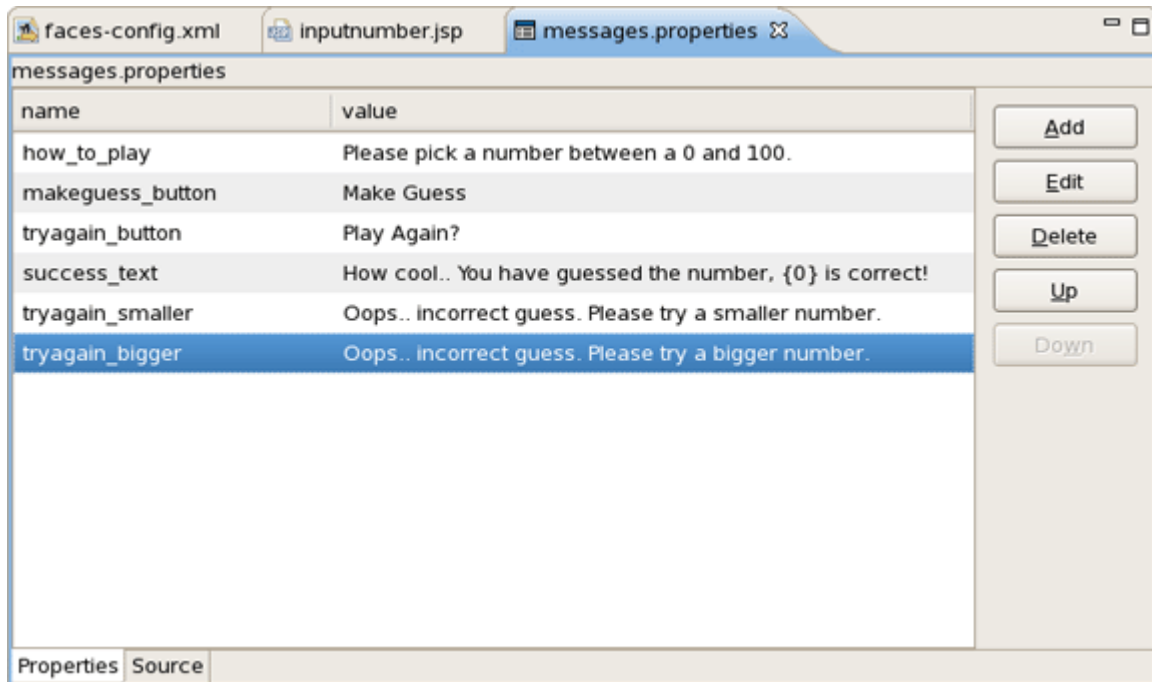 faces-config.xml inputnumber.jsp messages.properties
messages.properties
name value
how_to_play Please pick a number between a 0 and 100.
makeguess_button Make Guess
tryagain_button Play Again?
success_text How cool.. You have guessed the number, {0} is correct!
tryagain_smaller Oops.. incorrect guess. Please try a smaller number.
tryagain_bigger Oops.. incorrect guess. Please try a bigger number.
Add
Edit
Delete
Up
Down
Properties Source